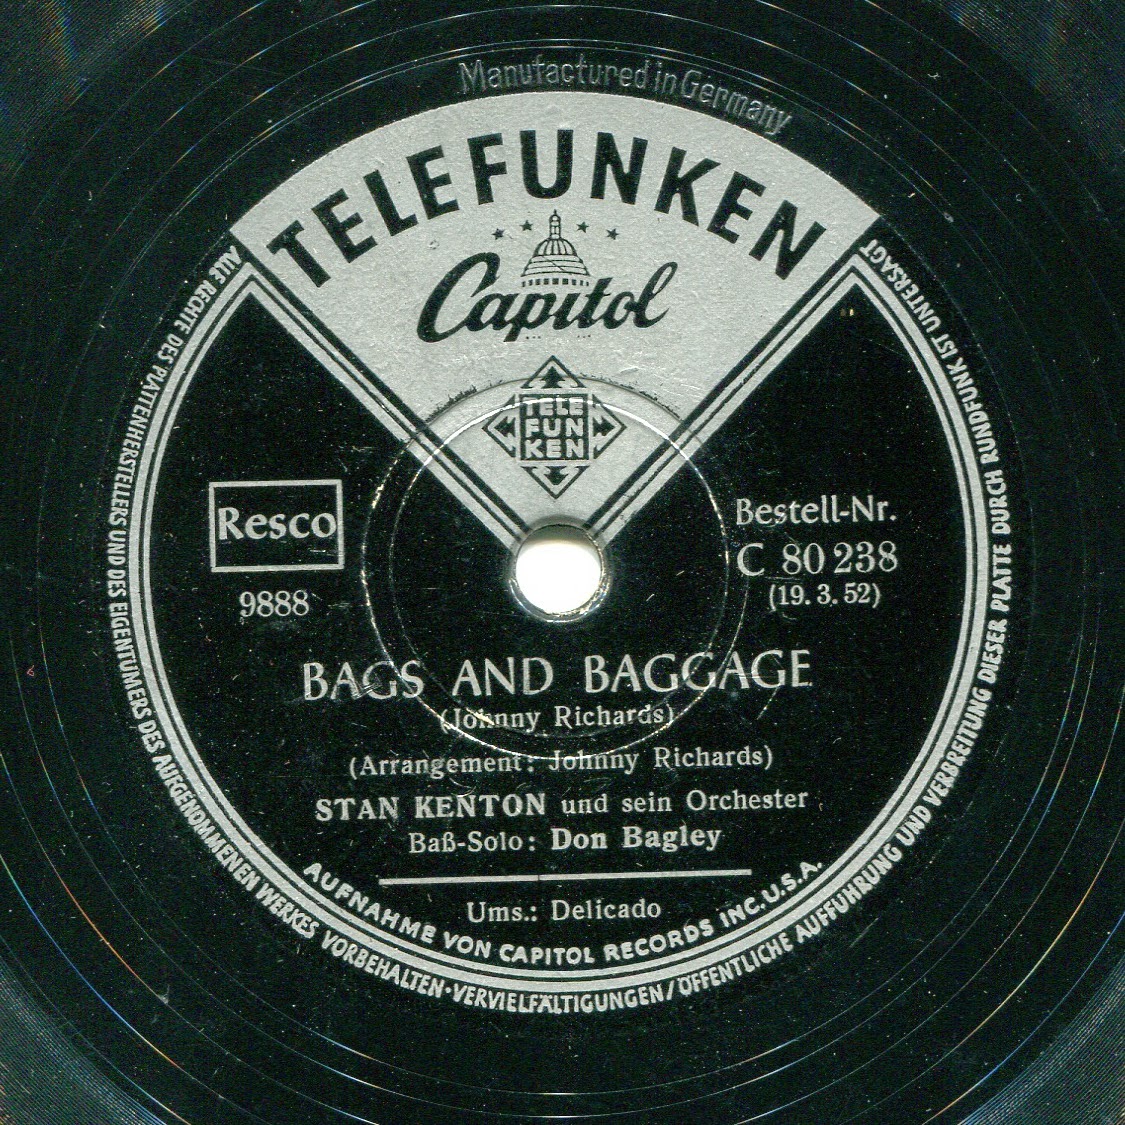 Manufactured in Germany
TELEFUNKEN
Capitol
TELE
FUN
KEN
Resco
9888
Bestell-Nr.
C 80 238
(19. 3. 52)
BAGS AND BAGGAGE
(Johnny Richards)
(Arrangement: Johnny Richards)
STAN KENTON und sein Orchester
Baß-Solo: Don Bagley
Ums.: Delicado
AUFNAHME VON CAPITOL RECORDS INC. U.S.A.
ALLE RECHTE DES PLATTENHERSTELLERS UND DES EIGENTÜMERS DES AUFGENOMMENEN WERKES VORBEHALTEN · VERVIELFÄLTIGUNGEN / ÖFFENTLICHE AUFFÜHRUNG UND VERBREITUNG DIESER PLATTE DURCH RUNDFUNK IST UNTERSAGT